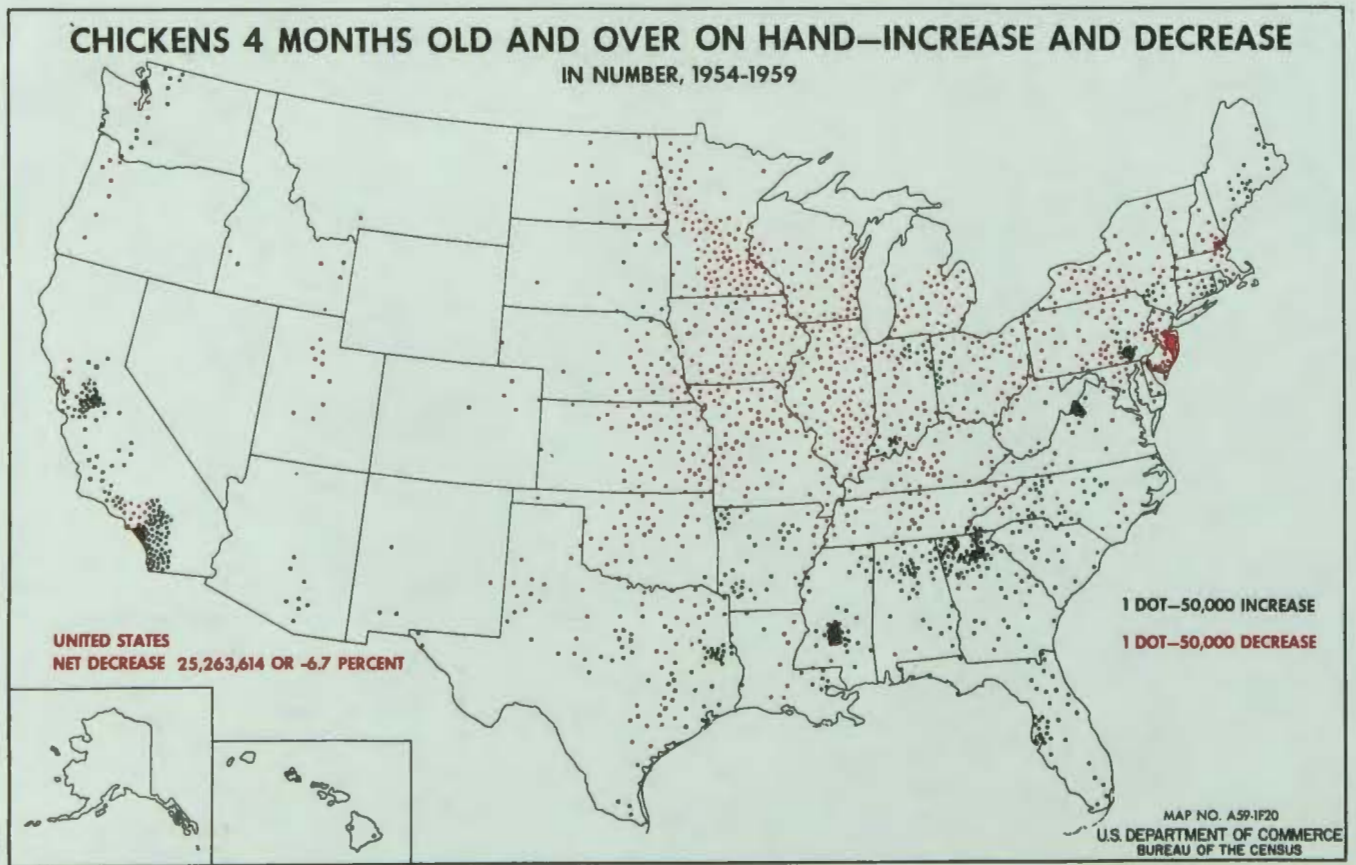 CHICKENS 4 MONTHS OLD AND OVER ON HAND—INCREASE AND DECREASE
IN NUMBER, 1954-1959
1 DOT—50,000 INCREASE
1 DOT—50,000 DECREASE
UNITED STATES
NET DECREASE 25,263,614 OR -6.7 PERCENT
MAP NO. A59-1F20
U.S. DEPARTMENT OF COMMERCE
BUREAU OF THE CENSUS